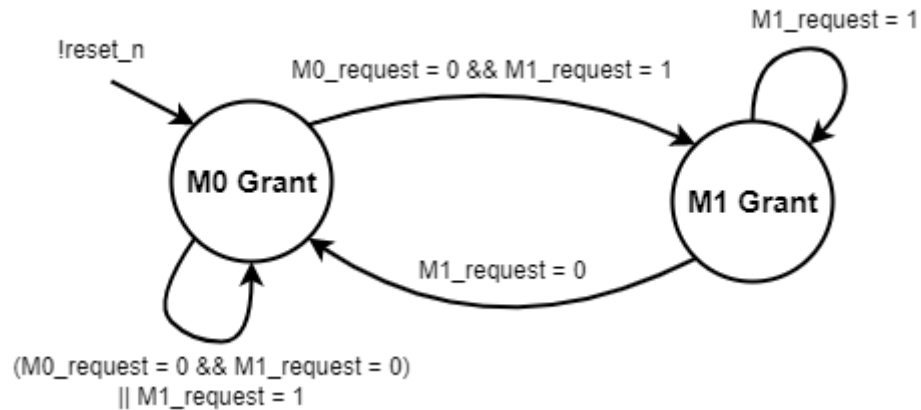 M1_request = 1
!reset_n
M0_request = 0 && M1_request = 1
M0 Grant
M1 Grant
M1_request = 0
(M0_request = 0 && M1_request = 0)
|| M1_request = 1